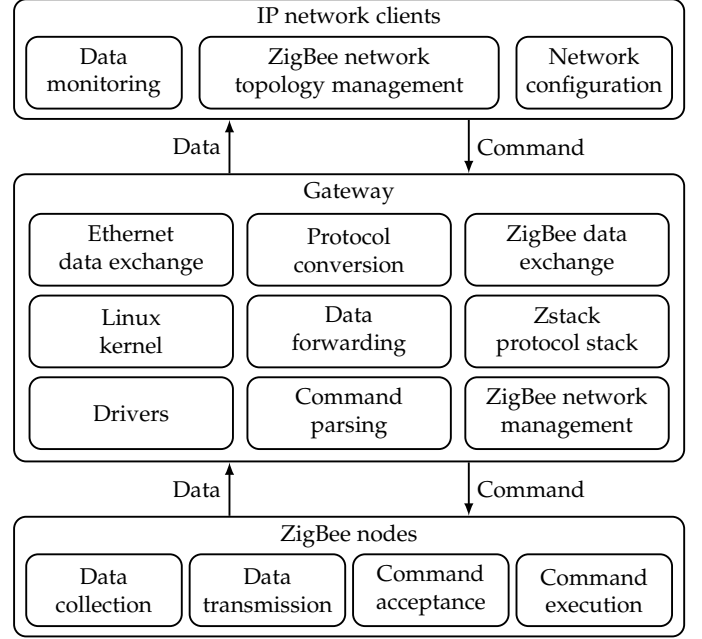 IP network clients
Data
monitoring
ZigBee network
topology management
Network
configuration
Data
Command
Gateway
Ethernet
data exchange
Protocol
conversion
ZigBee data
exchange
Linux
kernel
Data
forwarding
Zstack
protocol stack
Drivers
Command
parsing
ZigBee network
management
Data
Command
ZigBee nodes
Data
collection
Data
transmission
Command
acceptance
Command
execution